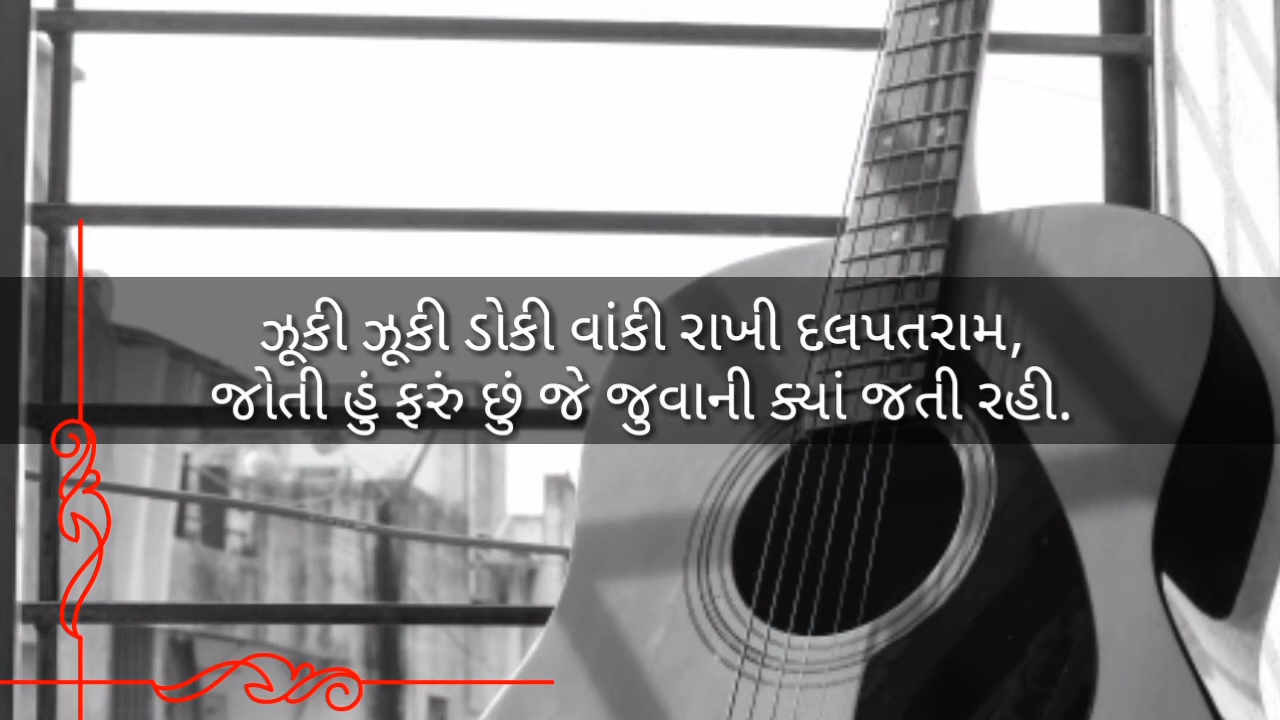 ઝૂકી ઝૂકી ડોકી વાંકી રાખી દલપતરામ,
જોતી હું ફરું છું જે જુવાની ક્યાં જતી રહી.